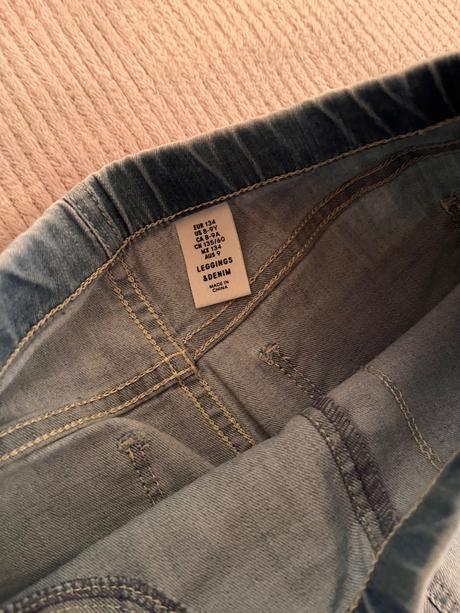 EUR 134
US 8-9Y
CA 8-9A
CN 135/60
MX 134
AUS 9
LEGGINGS
&DENIM
MADE IN
CHINA